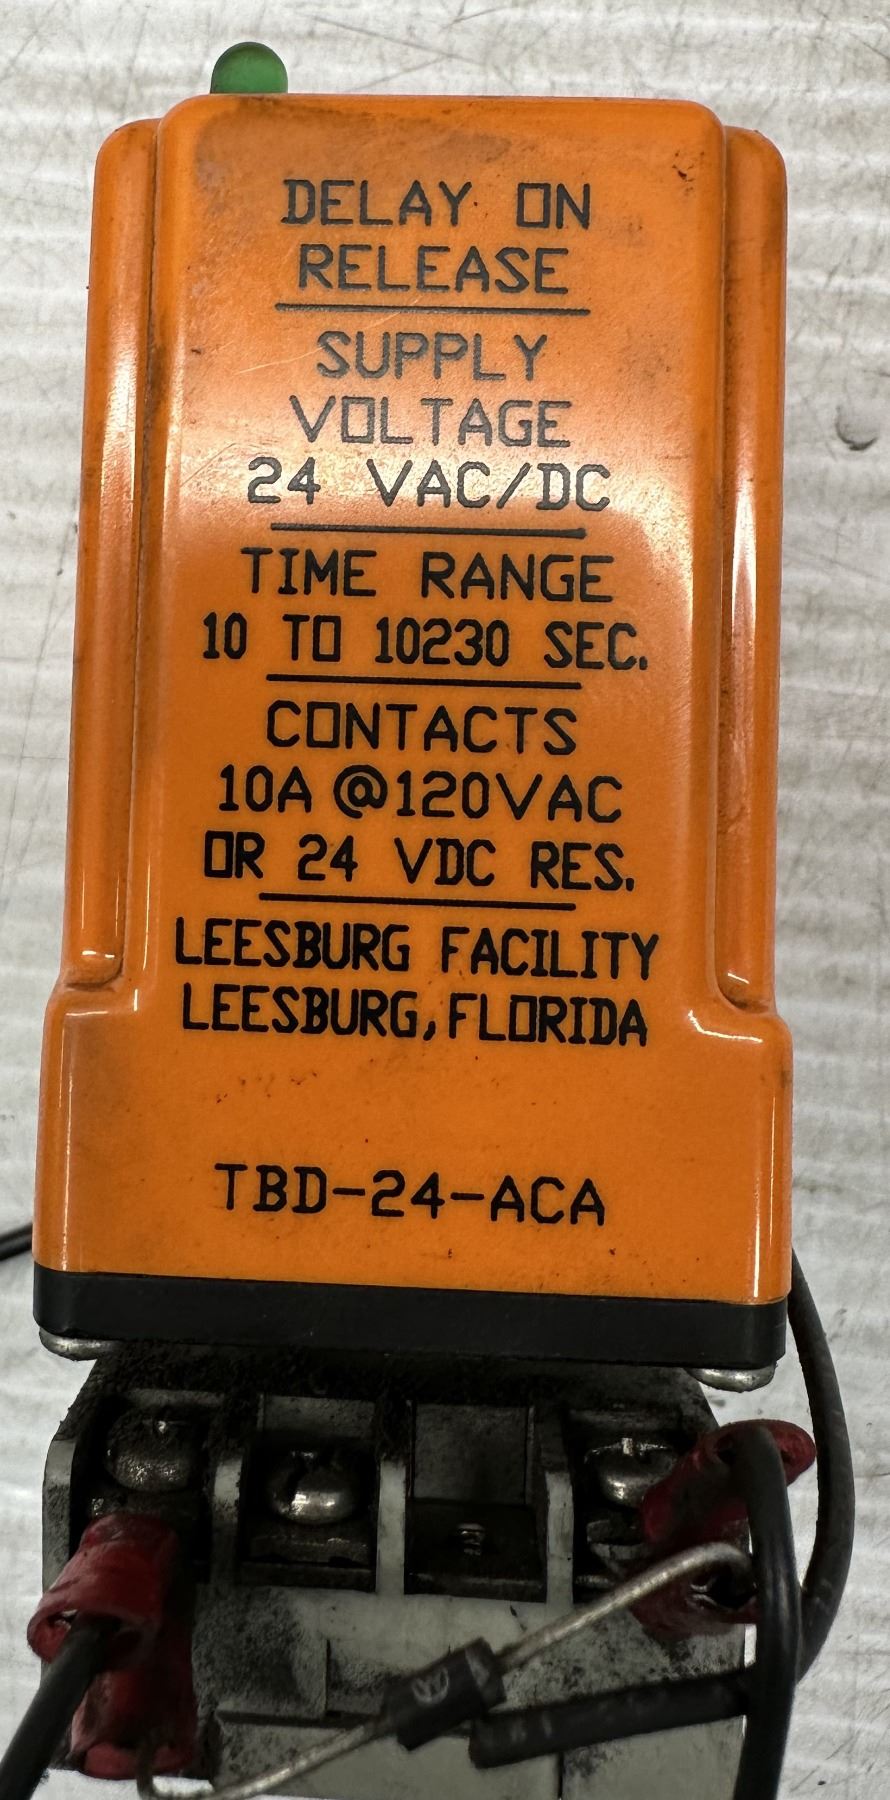 DELAY ON
RELEASE
SUPPLY
VOLTAGE
24 VAC/DC
TIME RANGE
10 TO 10230 SEC.
CONTACTS
10A @120VAC
OR 24 VDC RES.
LEESBURG FACILITY
LEESBURG, FLORIDA
TBD-24-ACA